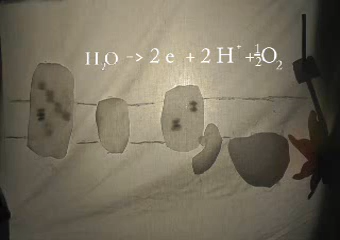 H₂O -> 2 e + 2 H⁺ + ½O₂